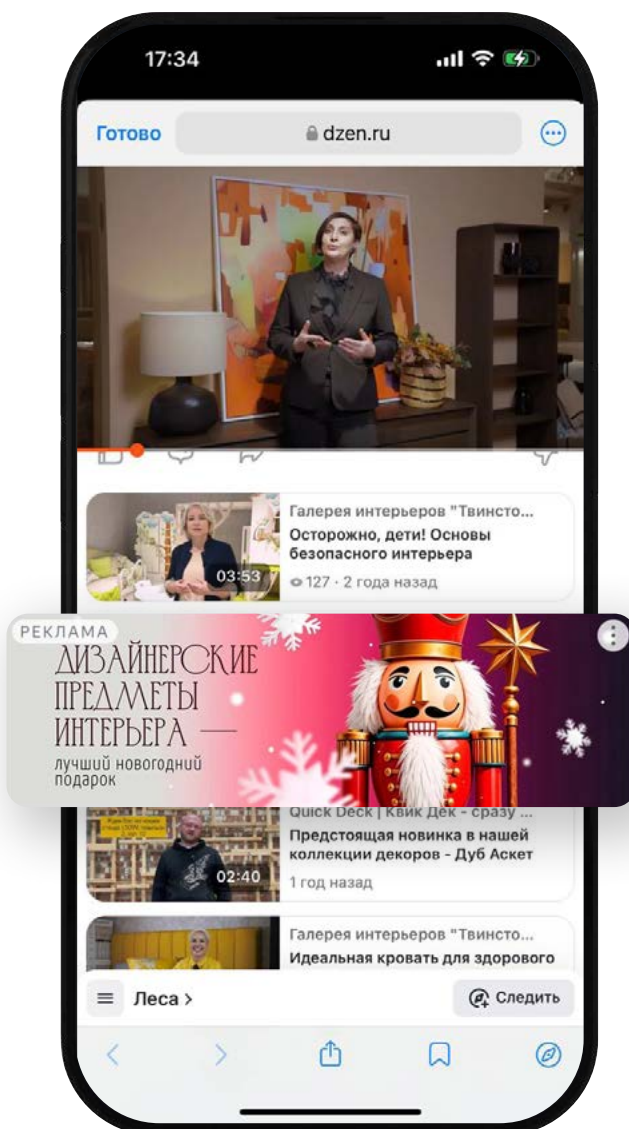 17:34
Готово
dzen.ru
Галерея интерьеров "Твинсто...
Осторожно, дети! Основы
безопасного интерьера
03:53
127 · 2 года назад
РЕКЛАМА
ДИЗАЙНЕРСКИЕ
ПРЕДМЕТЫ
ИНТЕРЬЕРА —
лучший новогодний
подарок
Quick Deck | Квик Дек - сразу ...
Предстоящая новинка в нашей
коллекции декоров - Дуб Аскет
02:40
1 год назад
Галерея интерьеров "Твинсто...
Идеальная кровать для здорового
Леса >
Следить